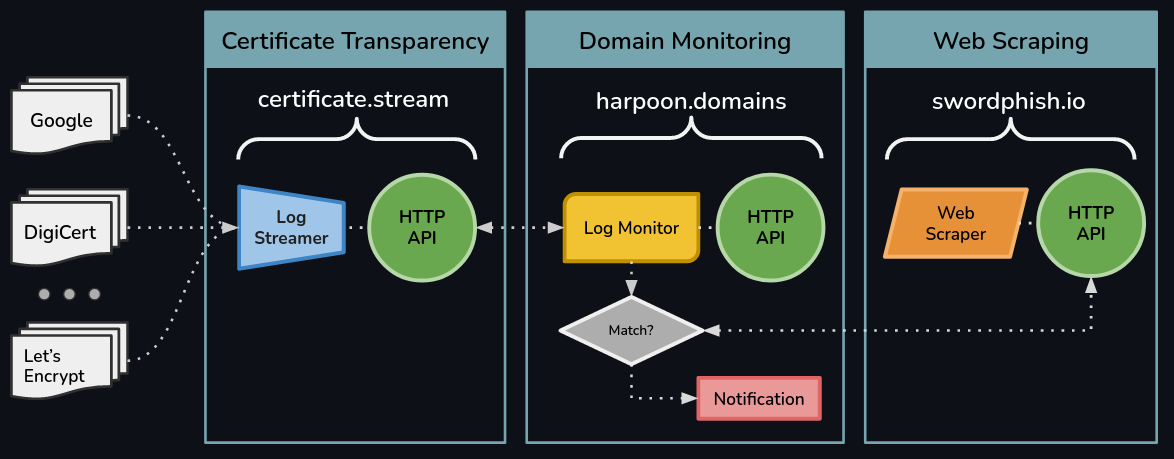 Certificate Transparency
Domain Monitoring
Web Scraping
certificate.stream
harpoon.domains
swordphish.io
Google
DigiCert
Let's
Encrypt
Log
Streamer
HTTP
API
Log Monitor
HTTP
API
Web
Scraper
HTTP
API
Match?
Notification